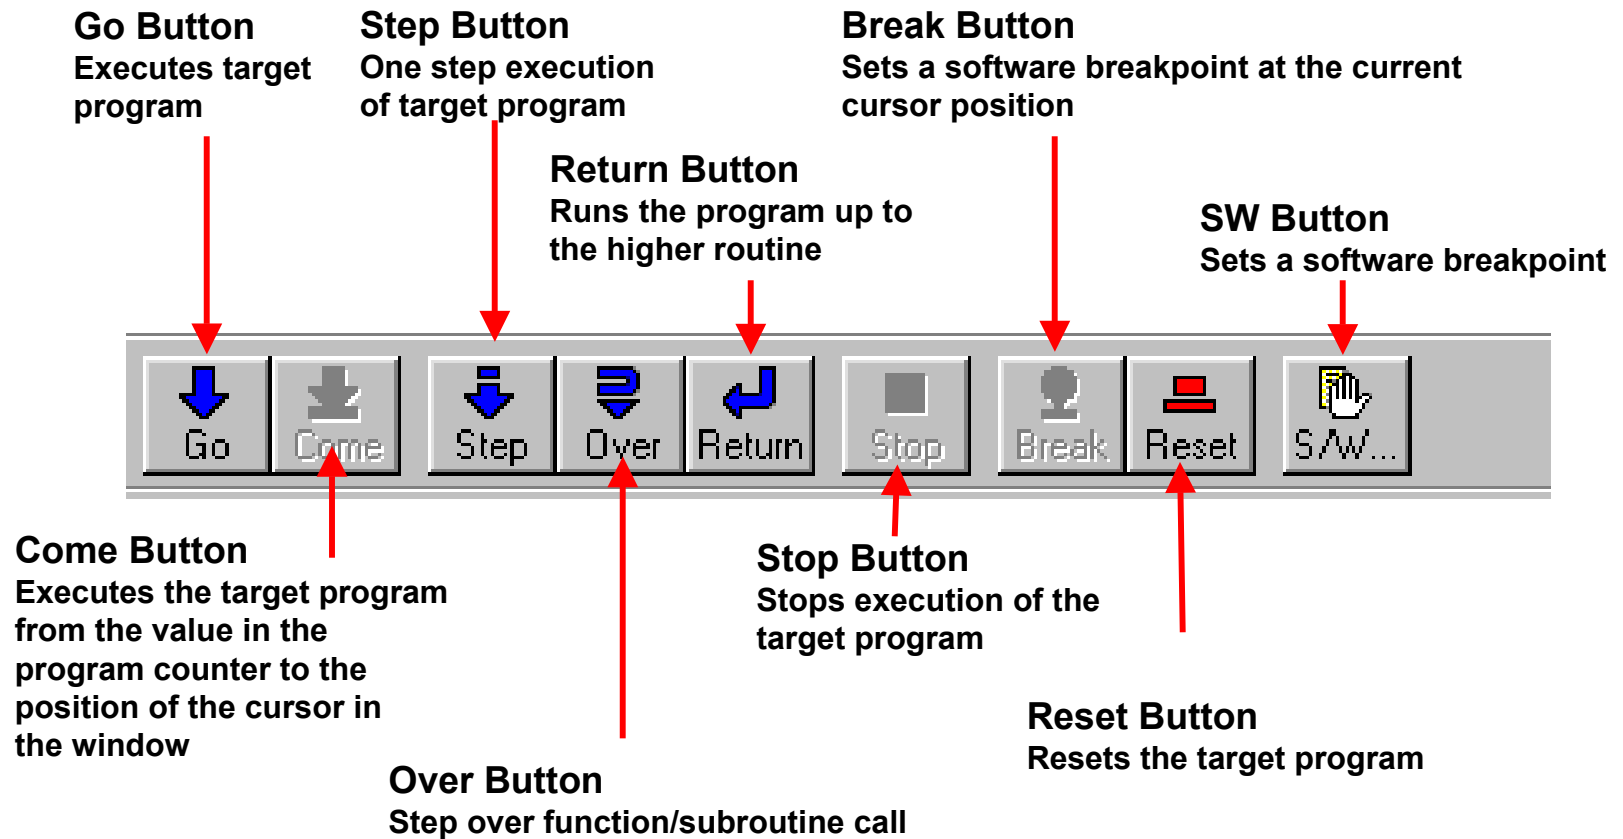 Go Button
Executes target
program
Step Button
One step execution
of target program
Break Button
Sets a software breakpoint at the current
cursor position
Return Button
Runs the program up to
the higher routine
SW Button
Sets a software breakpoint
Go
Come
Step
Over
Return
Stop
Break
Reset
S/W...
Come Button
Executes the target program
from the value in the
program counter to the
position of the cursor in
the window
Stop Button
Stops execution of the
target program
Reset Button
Resets the target program
Over Button
Step over function/subroutine call